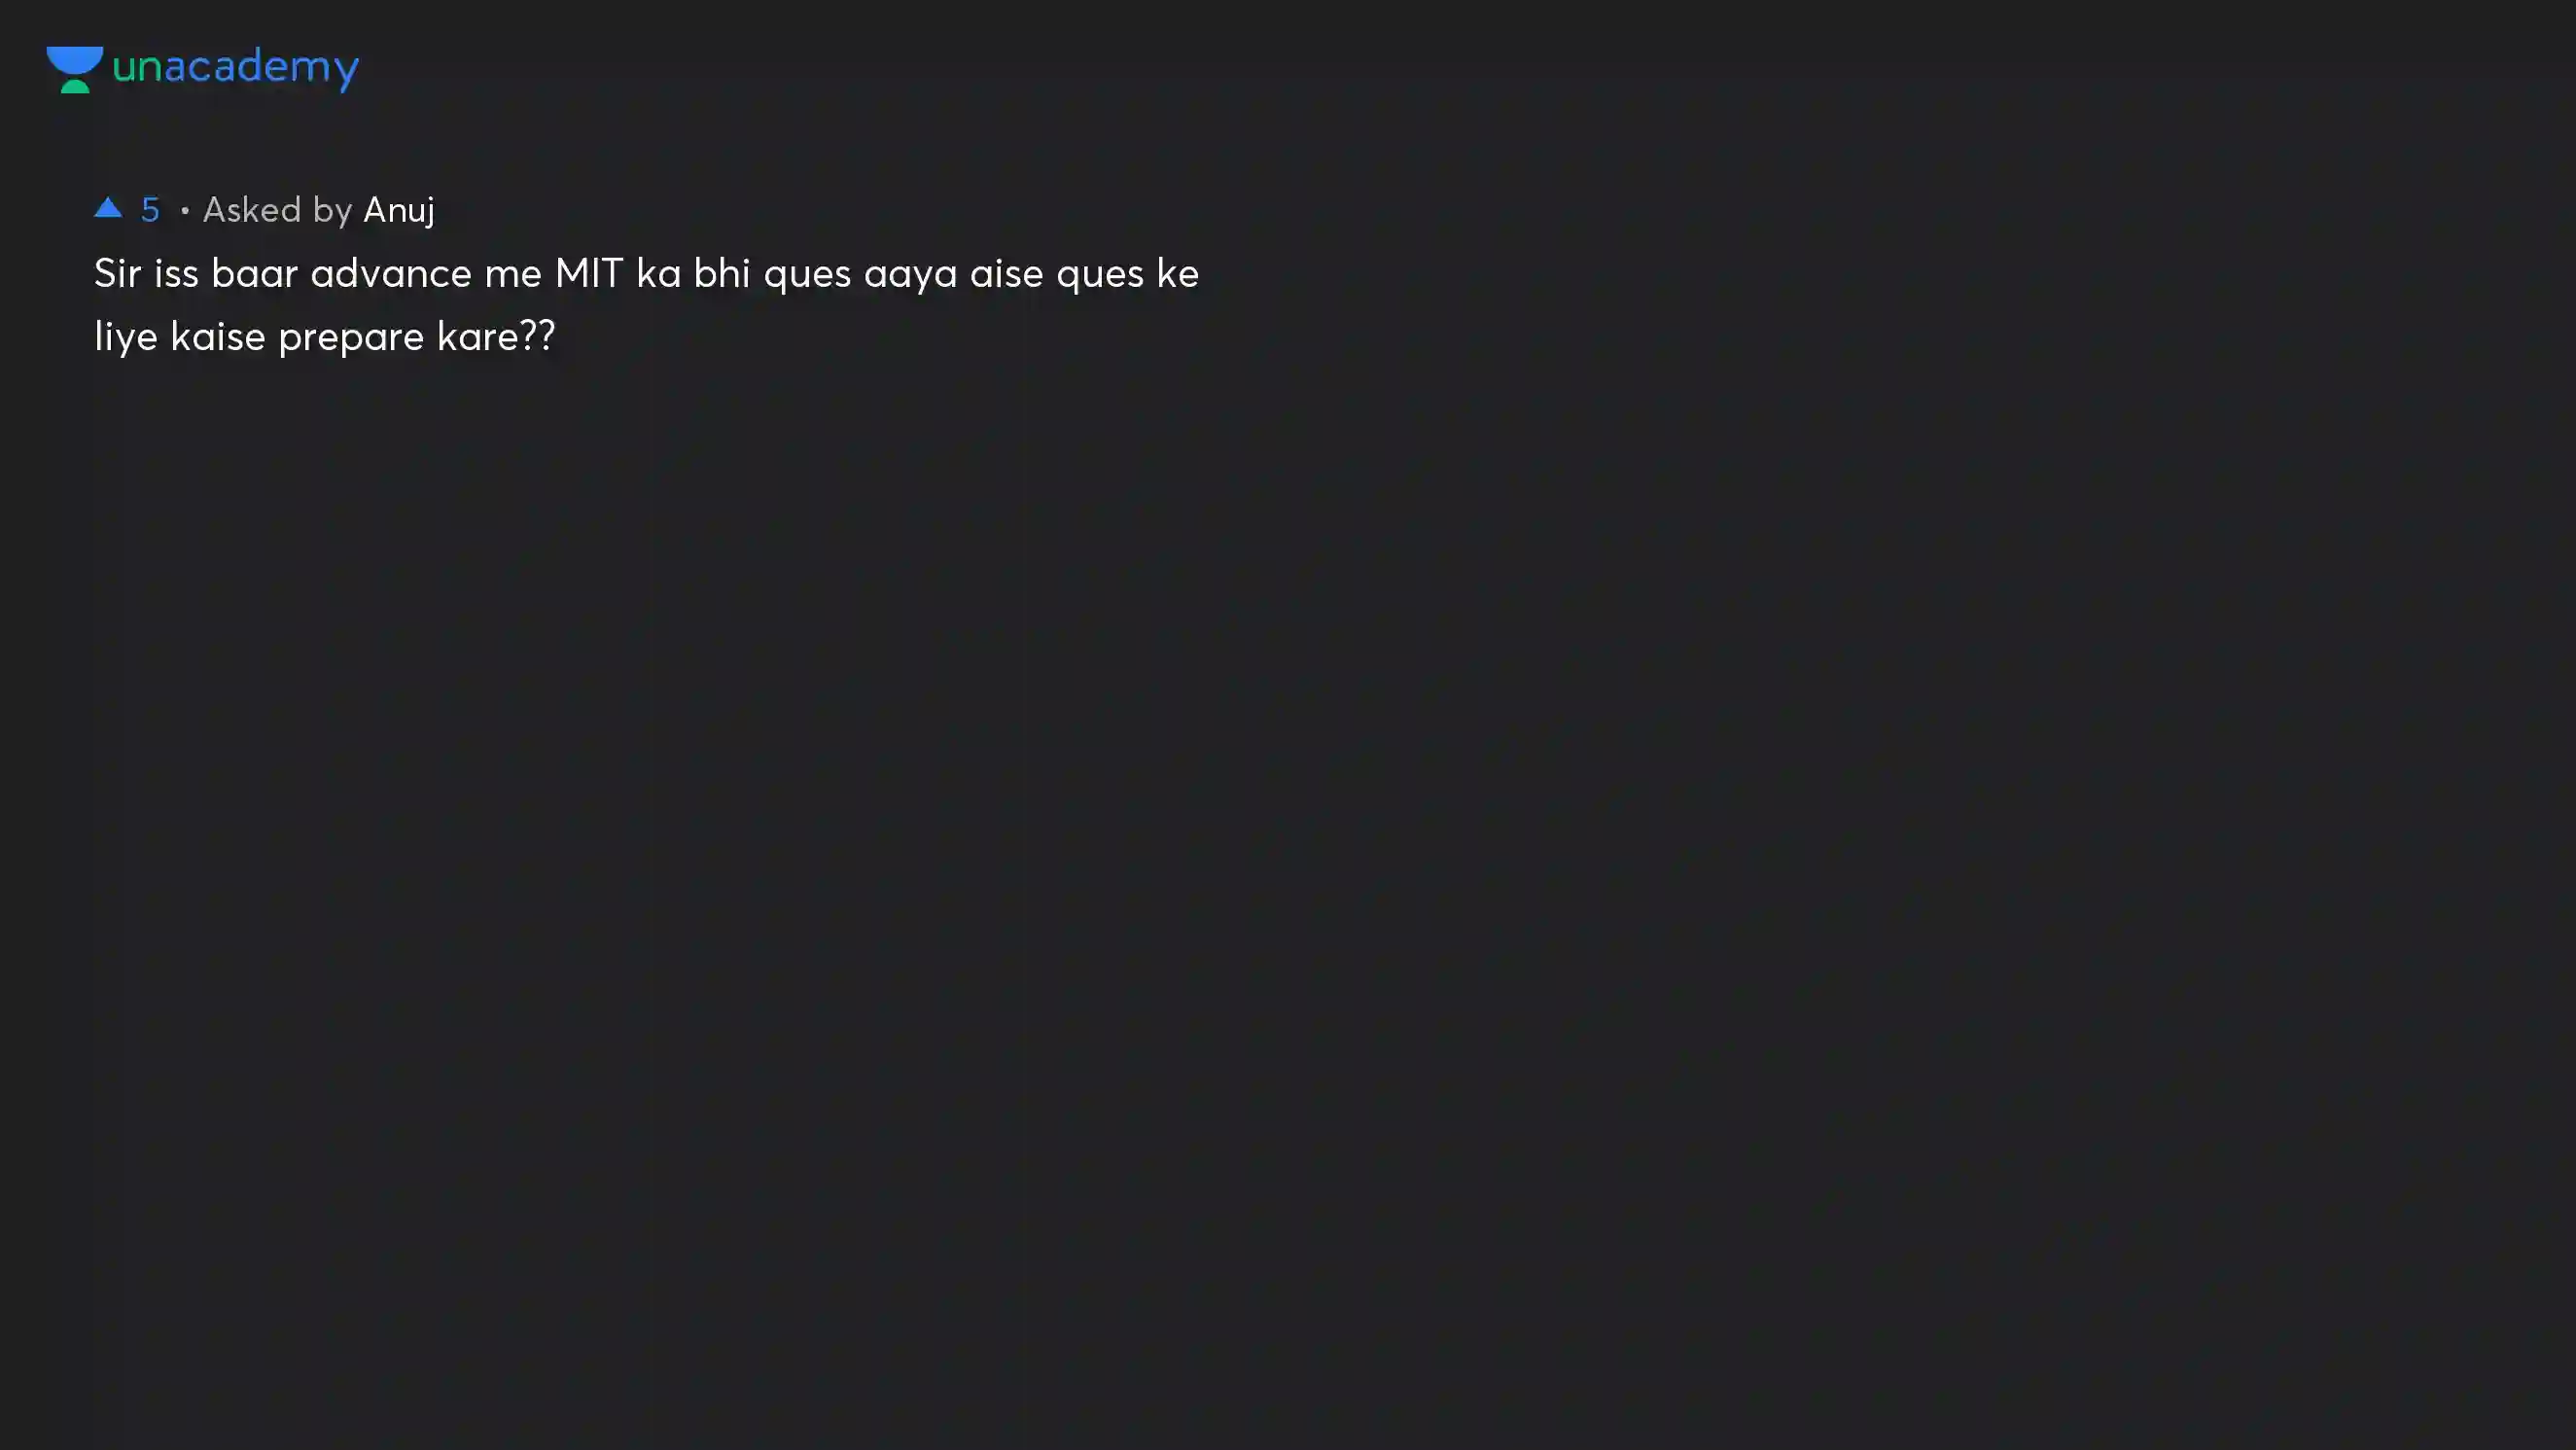 unacademy
5 • Asked by Anuj
Sir iss baar advance me MIT ka bhi ques aaya aise ques ke
liye kaise prepare kare??